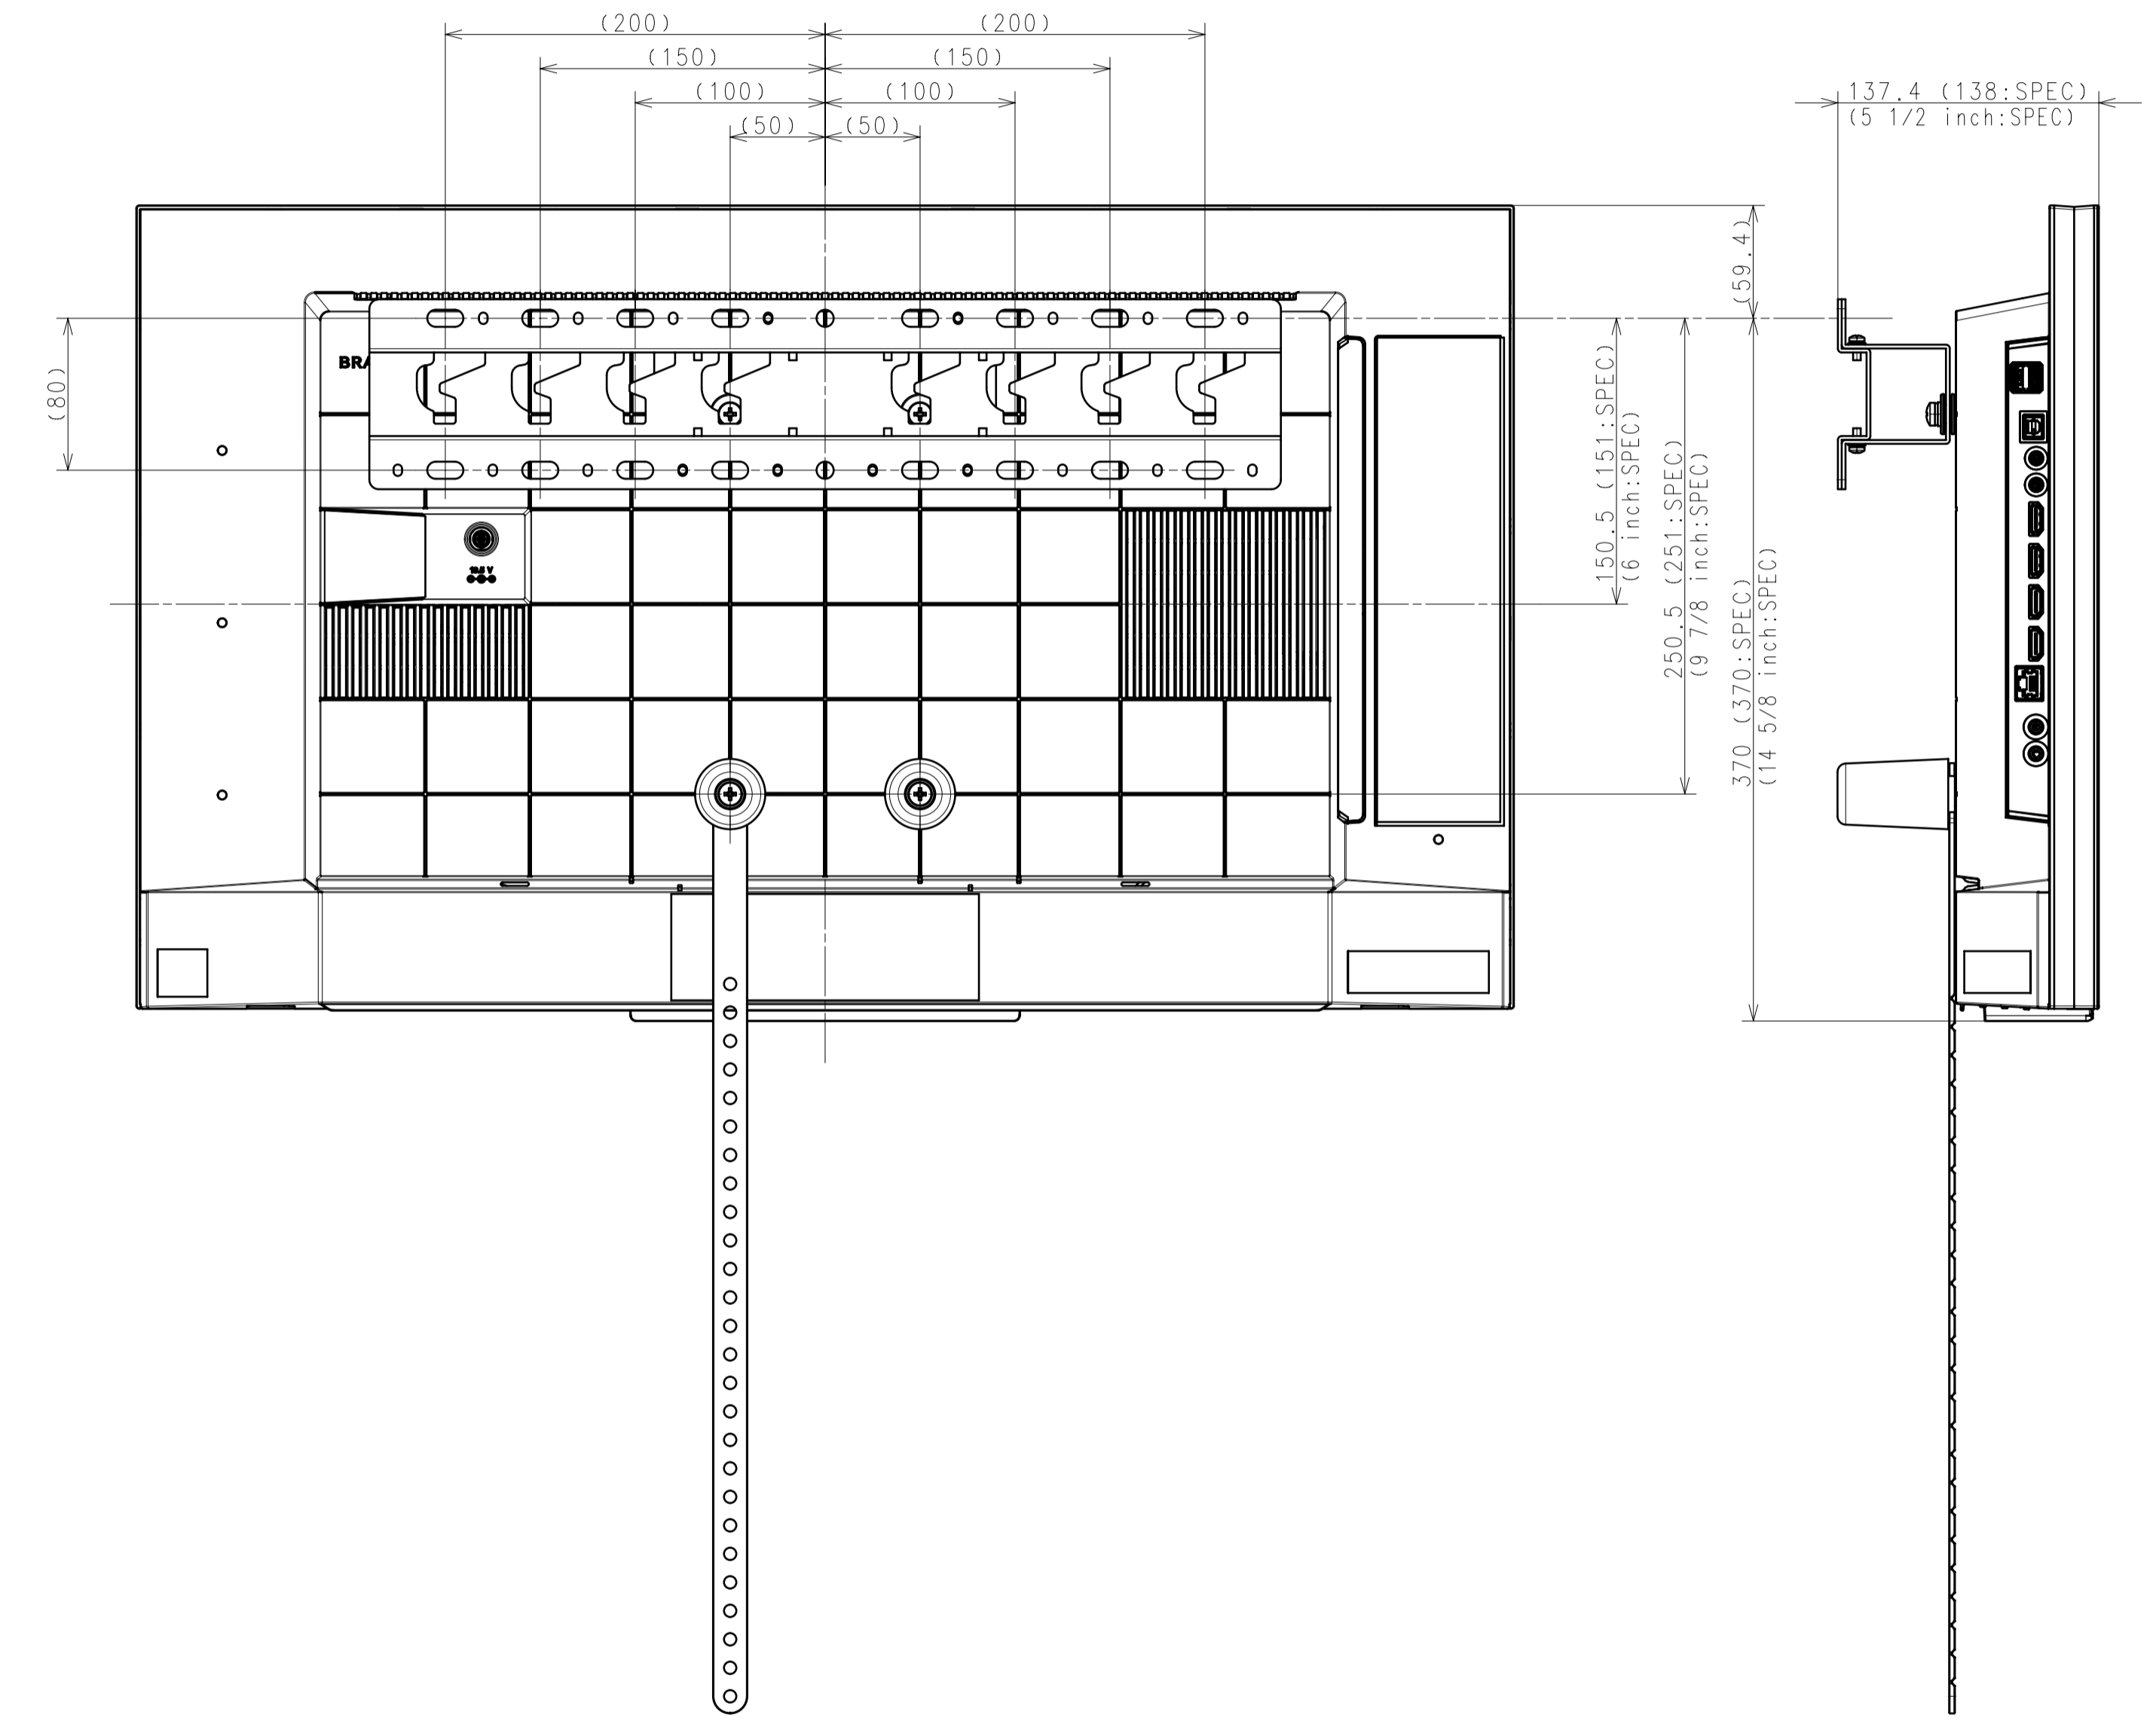 (200) (200)
(150) (150)
(100) (100)
(50) (50)
137.4 (138:SPEC)
(5 1/2 inch:SPEC)
(59.4)
(80)
BRA
19.5 V
150.5 (151:SPEC)
(6 inch:SPEC)
250.5 (251:SPEC)
(9 7/8 inch:SPEC)
370 (370:SPEC)
(14 5/8 inch:SPEC)